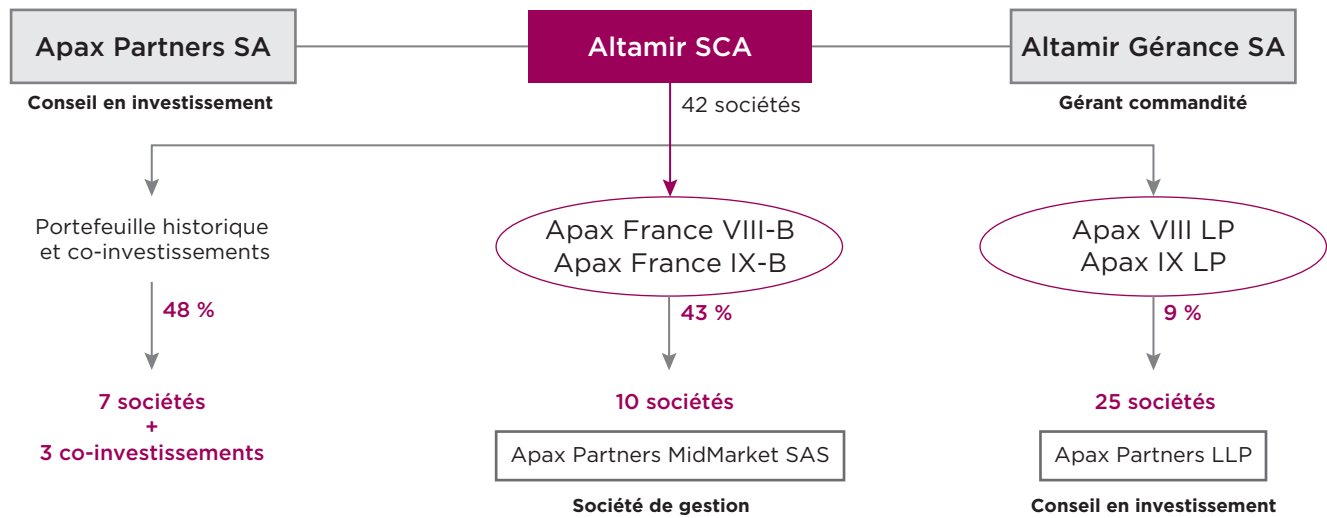 Apax Partners SA
Altamir SCA
Altamir Gérance SA
Conseil en investissement
42 sociétés
Gérant commandité
Portefeuille historique
et co-investissements
Apax France VIII-B
Apax France IX-B
Apax VIII LP
Apax IX LP
48 %
43 %
9 %
7 sociétés
+
3 co-investissements
10 sociétés
25 sociétés
Apax Partners MidMarket SAS
Apax Partners LLP
Société de gestion
Conseil en investissement